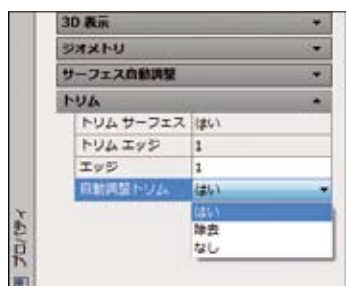 3D 表示
ジオメトリ
サーフェス自動調整
トリム
トリム サーフェス はい
トリム エッジ 1
エッジ 1
自動調整トリム はい
はい
除去
なし
プロパティ